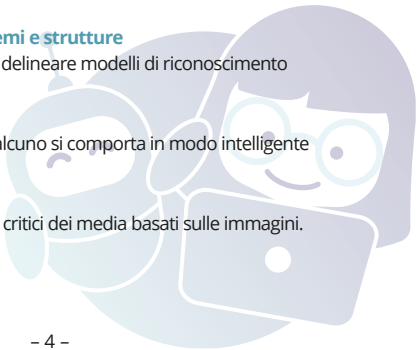 emi e strutture
delineare modelli di riconoscimento
alcuno si comporta in modo intelligente
critici dei media basati sulle immagini.
– 4 –